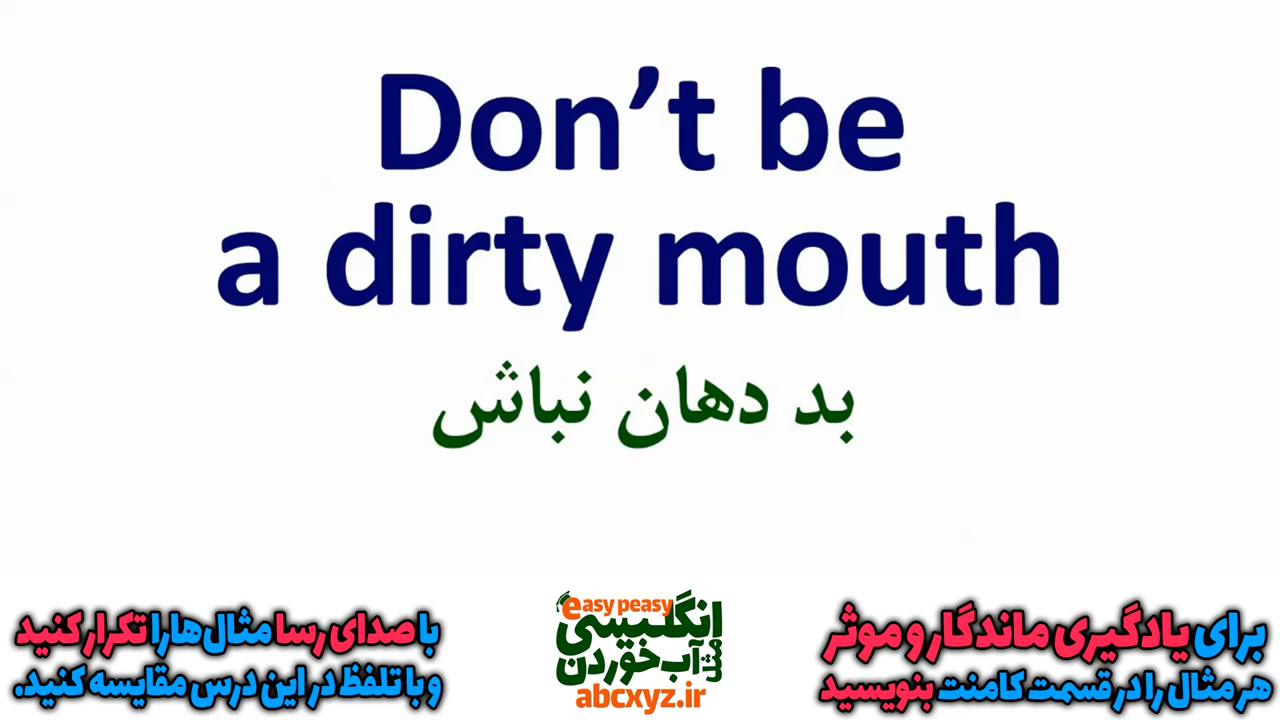 Don’t be
a dirty mouth
بد دهان نباش
برای یادگیری ماندگار و موثر
هر مثال را در قسمت کامنت بنویسید
easy peasy
انگلیسی
مثل
آب خوردن
abcxyz.ir
با صدای رسا مثال‌ها را تکرار کنید
و با تلفظ در این درس مقایسه کنید.